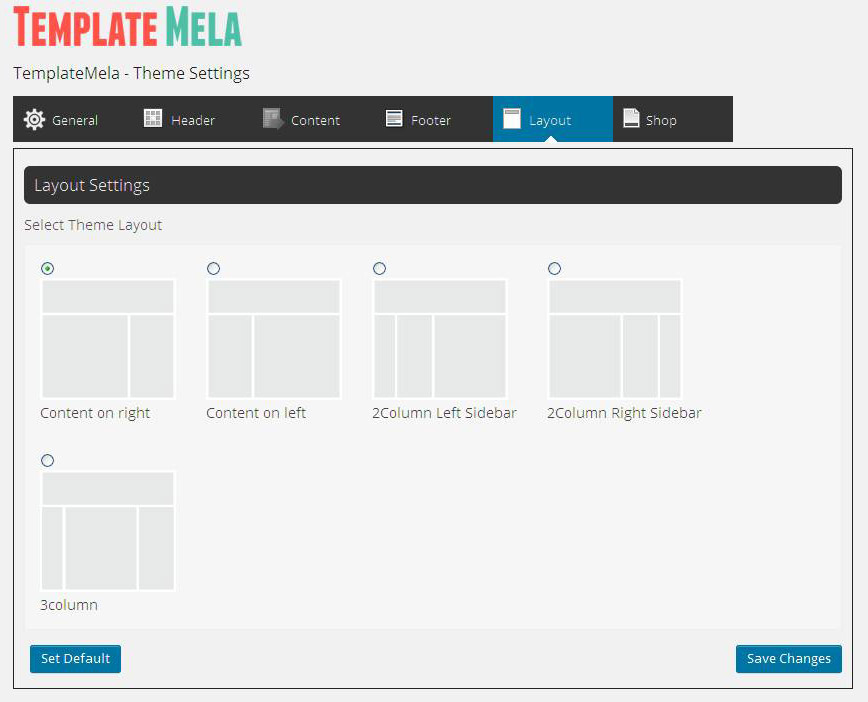 TEMPLATE MELA
TemplateMela - Theme Settings
General Header Content Footer Layout Shop
Layout Settings
Select Theme Layout
Content on right Content on left 2Column Left Sidebar 2Column Right Sidebar
3column
Set Default Save Changes